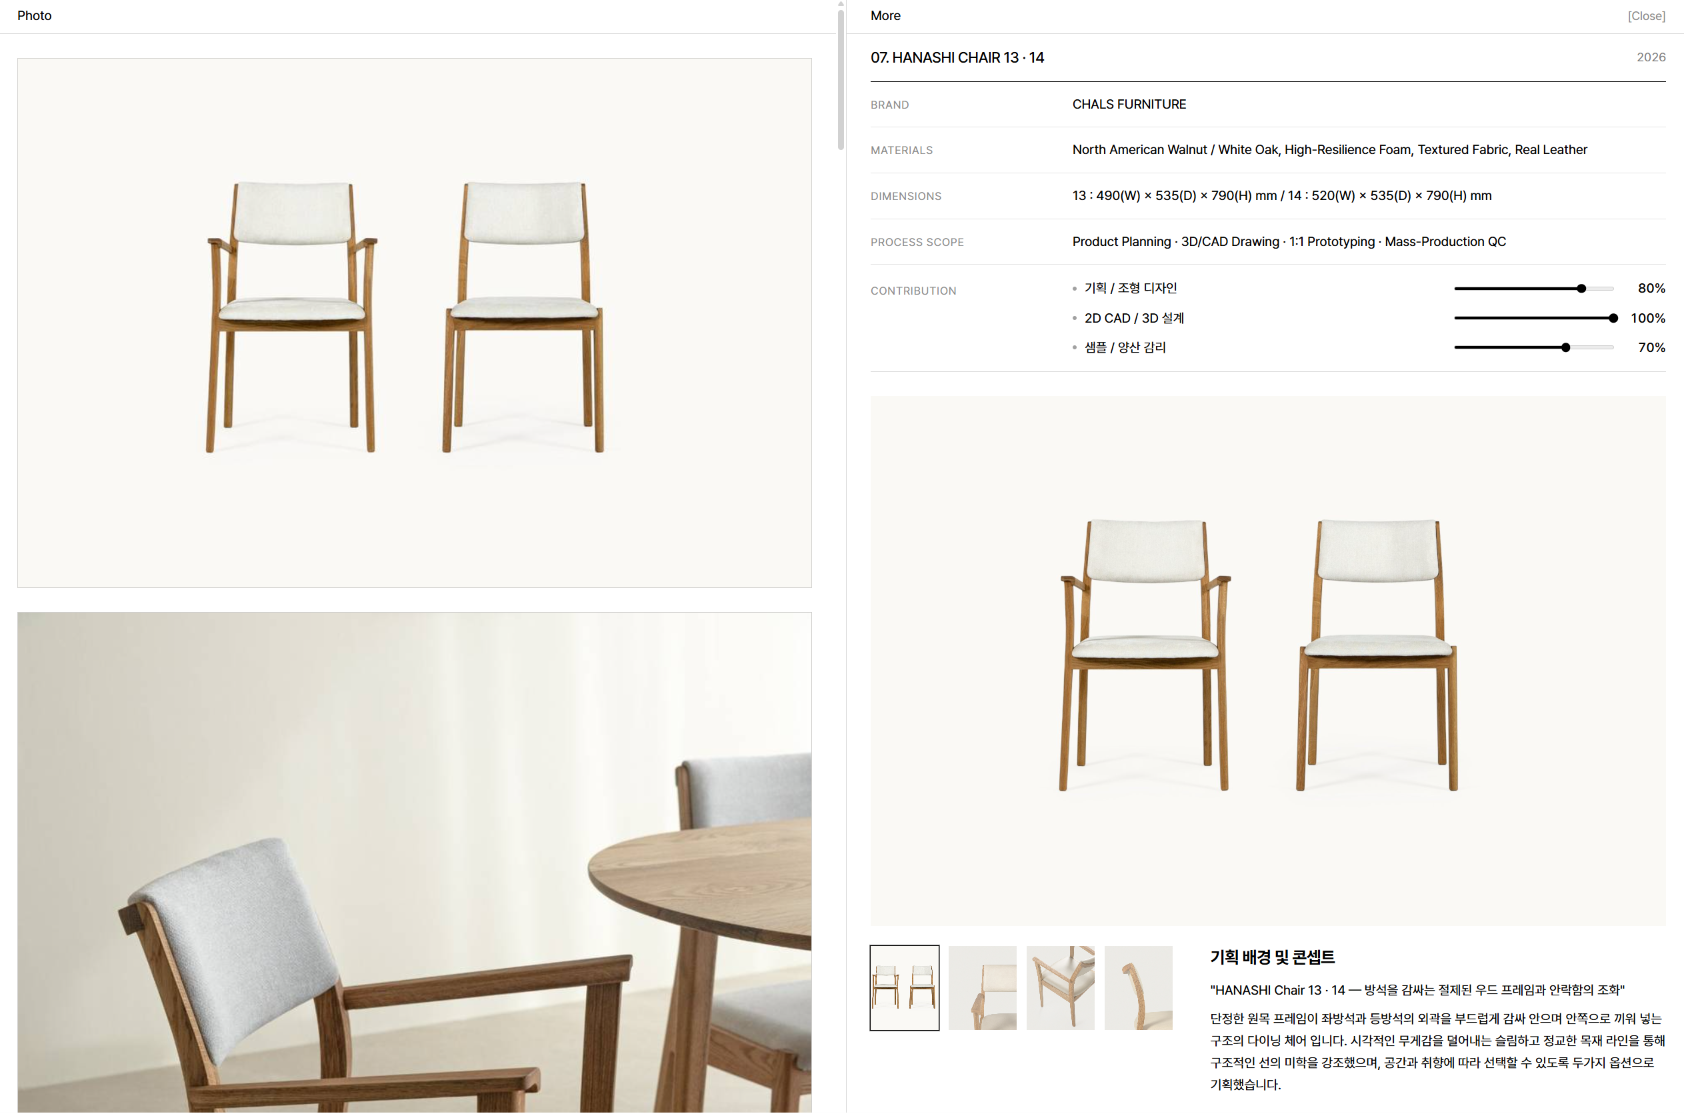 Photo
More
[Close]
07. HANASHI CHAIR 13 · 14
2026
BRAND
CHALS FURNITURE
MATERIALS
North American Walnut / White Oak, High-Resilience Foam, Textured Fabric, Real Leather
DIMENSIONS
13 : 490(W) × 535(D) × 790(H) mm / 14 : 520(W) × 535(D) × 790(H) mm
PROCESS SCOPE
Product Planning · 3D/CAD Drawing · 1:1 Prototyping · Mass-Production QC
CONTRIBUTION
• 기획 / 조형 디자인
80%
• 2D CAD / 3D 설계
100%
• 샘플 / 양산 감리
70%
기획 배경 및 콘셉트
"HANASHI Chair 13 · 14 — 방석을 감싸는 절제된 우드 프레임과 안락함의 조화"
단정한 원목 프레임이 좌방석과 등방석의 외곽을 부드럽게 감싸 안으며 안쪽으로 끼워 넣는
구조의 다이닝 체어 입니다. 시각적인 무게감을 덜어내는 슬림하고 정교한 목재 라인을 통해
구조적인 선의 미학을 강조했으며, 공간과 취향에 따라 선택할 수 있도록 두가지 옵션으로
기획했습니다.